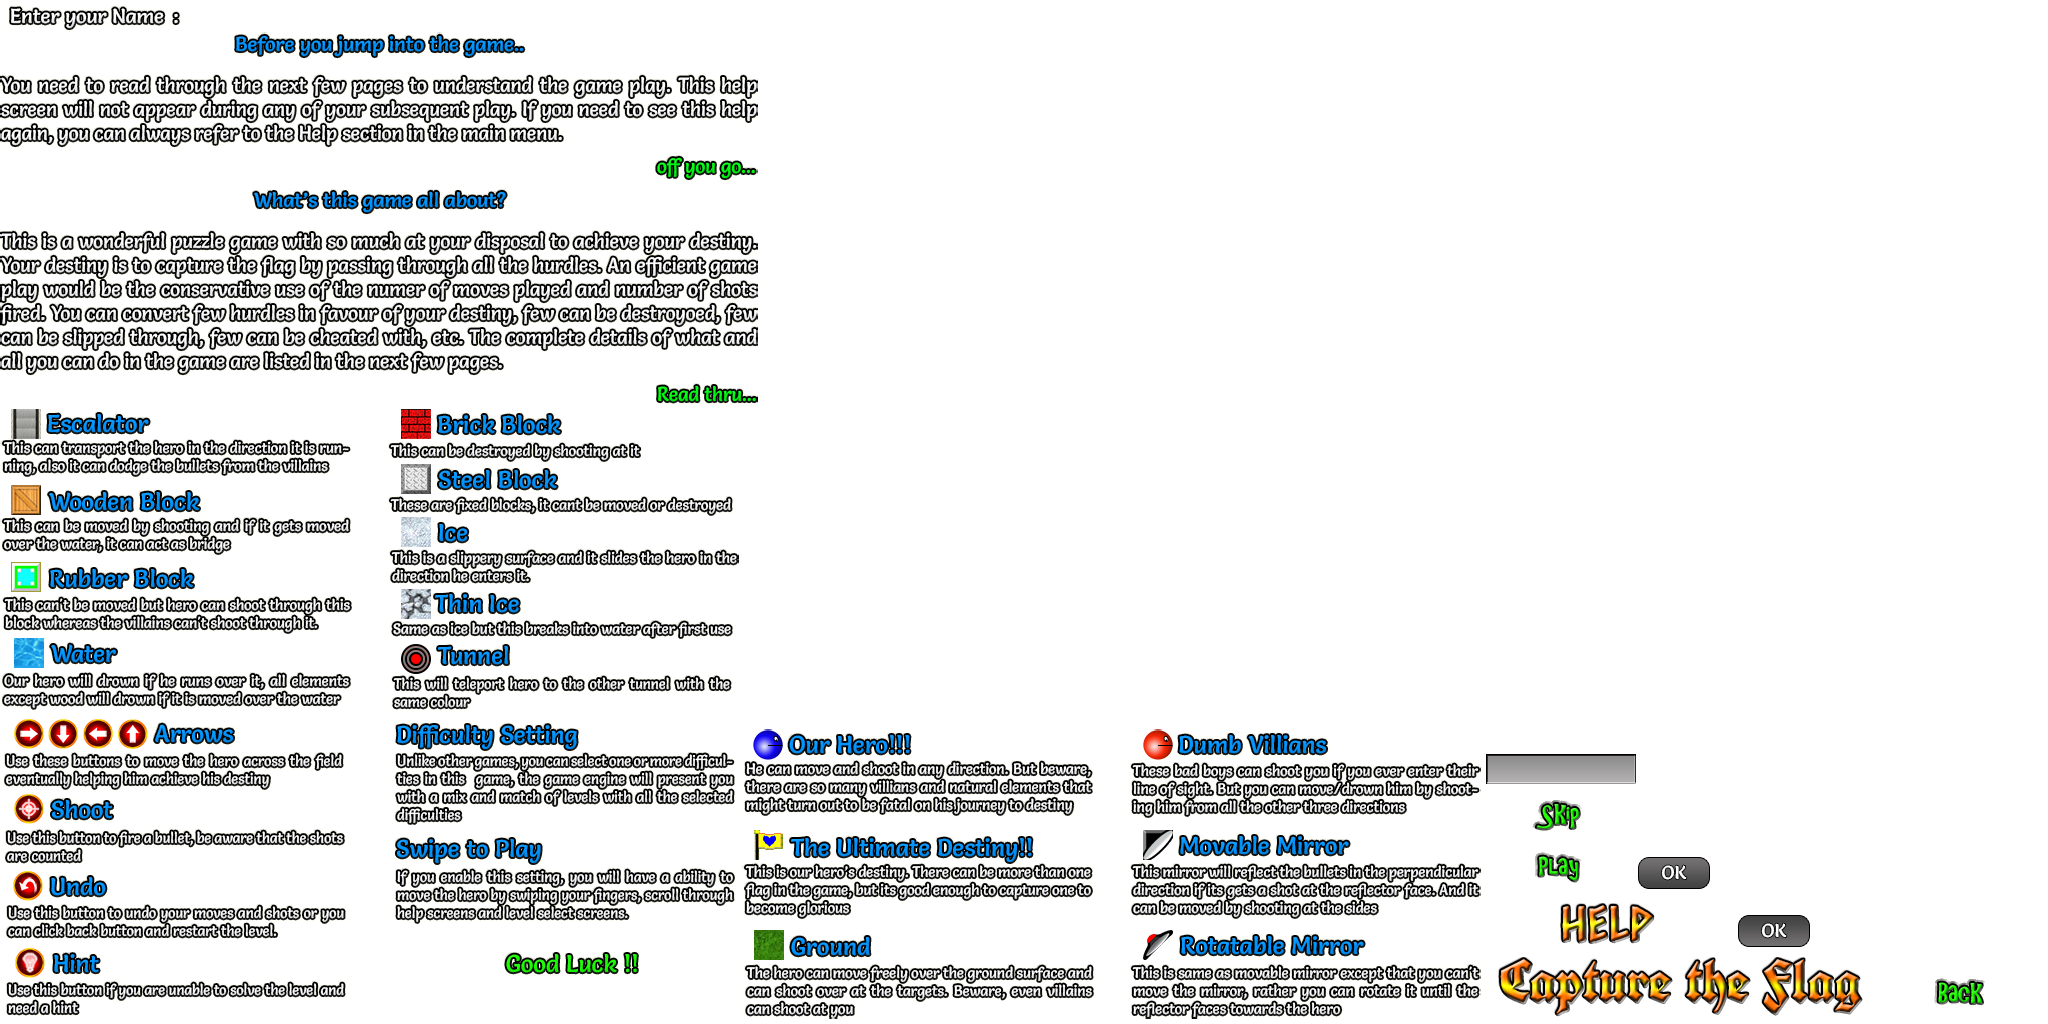 Enter your Name :
Before you jump into the game..
You need to read through the next few pages to understand the game play. This help
screen will not appear during any of your subsequent play. If you need to see this help
again, you can always refer to the Help section in the main menu.
off you go...
What's this game all about?
This is a wonderful puzzle game with so much at your disposal to achieve your destiny.
Your destiny is to capture the flag by passing through all the hurdles. An efficient game
play would be the conservative use of the numer of moves played and number of shots
fired. You can convert few hurdles in favour of your destiny, few can be destroyoed, few
can be slipped through, few can be cheated with, etc. The complete details of what and
all you can do in the game are listed in the next few pages.
Read thru...
Escalator
This can transport the hero in the direction it is run-
ning, also it can dodge the bullets from the villains
Wooden Block
This can be moved by shooting and if it gets moved
over the water, it can act as bridge
Rubber Block
This can't be moved but hero can shoot through this
block whereas the villains can't shoot through it.
Water
Our hero will drown if he runs over it, all elements
except wood will drown if it is moved over the water
Brick Block
This can be destroyed by shooting at it
Steel Block
These are fixed blocks, it cant be moved or destroyed
Ice
This is a slippery surface and it slides the hero in the
direction he enters it.
Thin Ice
Same as ice but this breaks into water after first use
Tunnel
This will teleport hero to the other tunnel with the
same colour
Arrows
Use these buttons to move the hero across the field
eventually helping him achieve his destiny
Shoot
Use this button to fire a bullet, be aware that the shots
are counted
Undo
Use this button to undo your moves and shots or you
can click back button and restart the level.
Hint
Use this button if you are unable to solve the level and
need a hint
Difficulty Setting
Unlike other games, you can select one or more difficul-
ties in this game, the game engine will present you
with a mix and match of levels with all the selected
difficulties
Swipe to Play
If you enable this setting, you will have a ability to
move the hero by swiping your fingers, scroll through
help screens and level select screens.
Good Luck !!
Our Hero!!!
He can move and shoot in any direction. But beware,
there are so many villians and natural elements that
might turn out to be fatal on his journey to destiny
The Ultimate Destiny!!
This is our hero's destiny. There can be more than one
flag in the game, but its good enough to capture one to
become glorious
Ground
The hero can move freely over the ground surface and
can shoot over at the targets. Beware, even villains
can shoot at you
Dumb Villians
These bad boys can shoot you if you ever enter their
line of sight. But you can move/drown him by shoot-
ing him from all the other three directions
Movable Mirror
This mirror will reflect the bullets in the perpendicular
direction if its gets a shot at the reflector face. And it
can be moved by shooting at the sides
Rotatable Mirror
This is same as movable mirror except that you can't
move the mirror, rather you can rotate it until the
reflector faces towards the hero
Skip
Play
OK
HELP
OK
Capture the Flag
Back